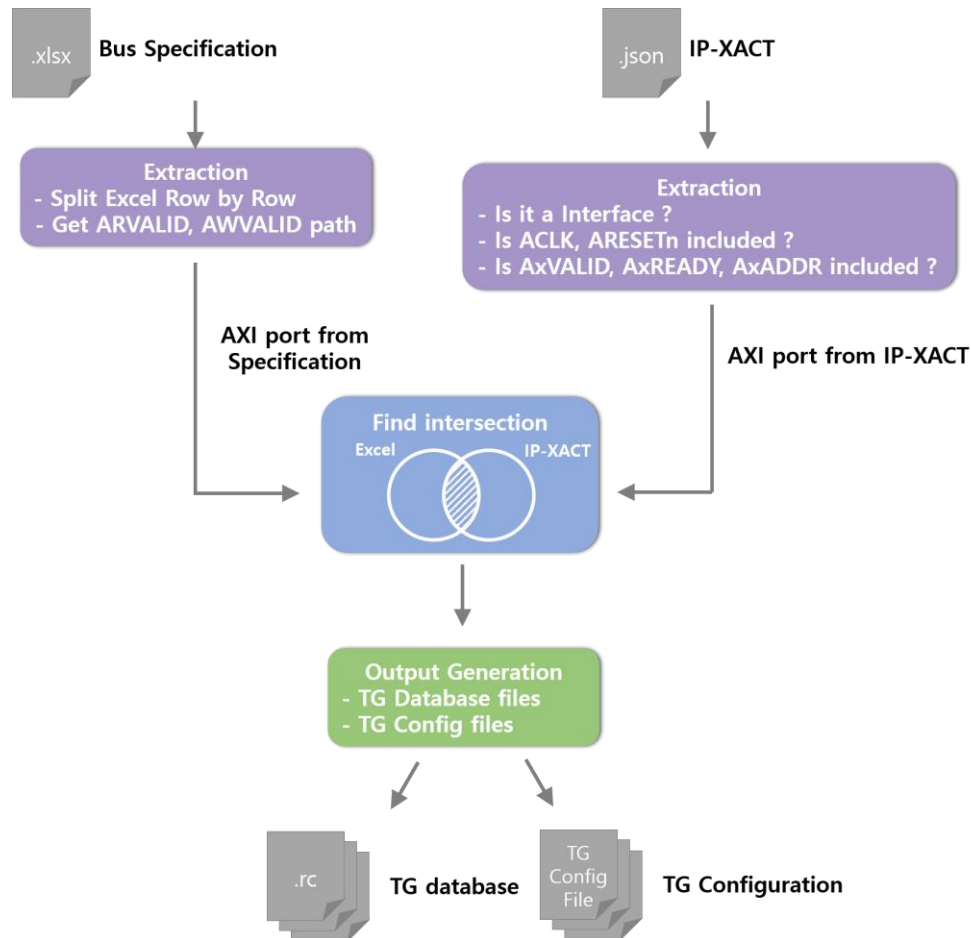 .xlsx
Bus Specification
.json
IP-XACT
Extraction
- Split Excel Row by Row
- Get ARVALID, AWVALID path
Extraction
- Is it a Interface ?
- Is ACLK, ARESETn included ?
- Is AxVALID, AxREADY, AxADDR included ?
AXI port from
Specification
AXI port from IP-XACT
Find intersection
Excel
IP-XACT
Output Generation
- TG Database files
- TG Config files
.rc
TG database
TG
Config
File
TG Configuration